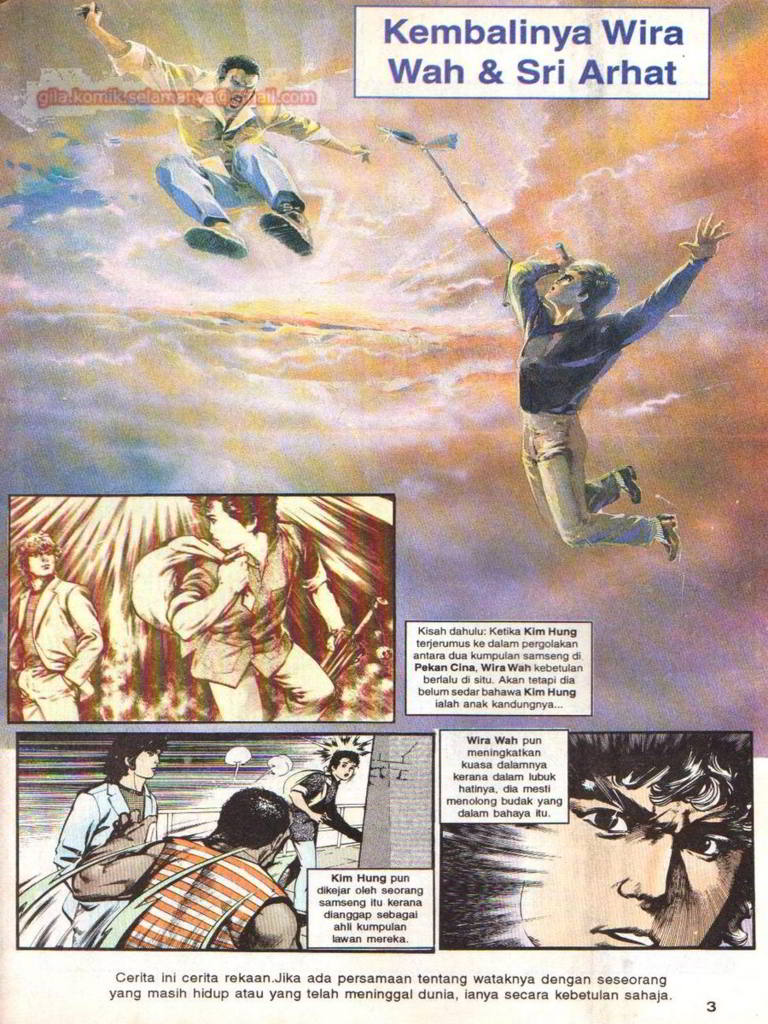 Kembalinya Wira
Wah & Sri Arhat
gila.komik.selamanya@gmail.com
Kisah dahulu: Ketika Kim Hung
terjerumus ke dalam pergolakan
antara dua kumpulan samseng di
Pekan Cina, Wira Wah kebetulan
berlalu di situ. Akan tetapi dia
belum sedar bahawa Kim Hung
ialah anak kandungnya...
Wira Wah pun
meningkatkan
kuasa dalamnya
kerana dalam lubuk
hatinya, dia mesti
menolong budak yang
dalam bahaya itu.
Kim Hung pun
dikejar oleh seorang
samseng itu kerana
dianggap sebagai
ahli kumpulan
lawan mereka.
Cerita ini cerita rekaan.Jika ada persamaan tentang wataknya dengan seseorang
yang masih hidup atau yang telah meninggal dunia, ianya secara kebetulan sahaja.
3